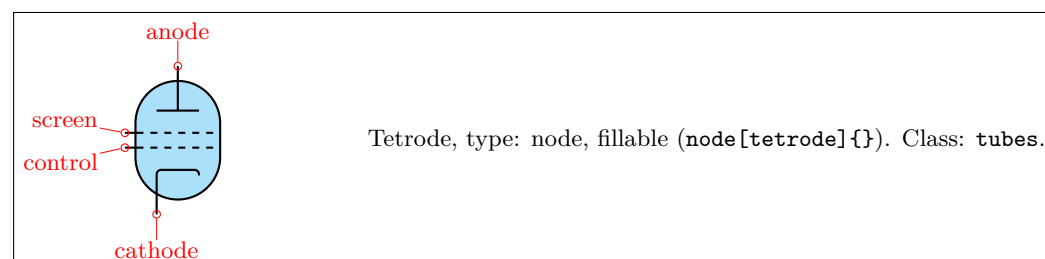 anode
screen
control
cathode
Tetrode, type: node, fillable (node[tetrode]{}). Class: tubes.